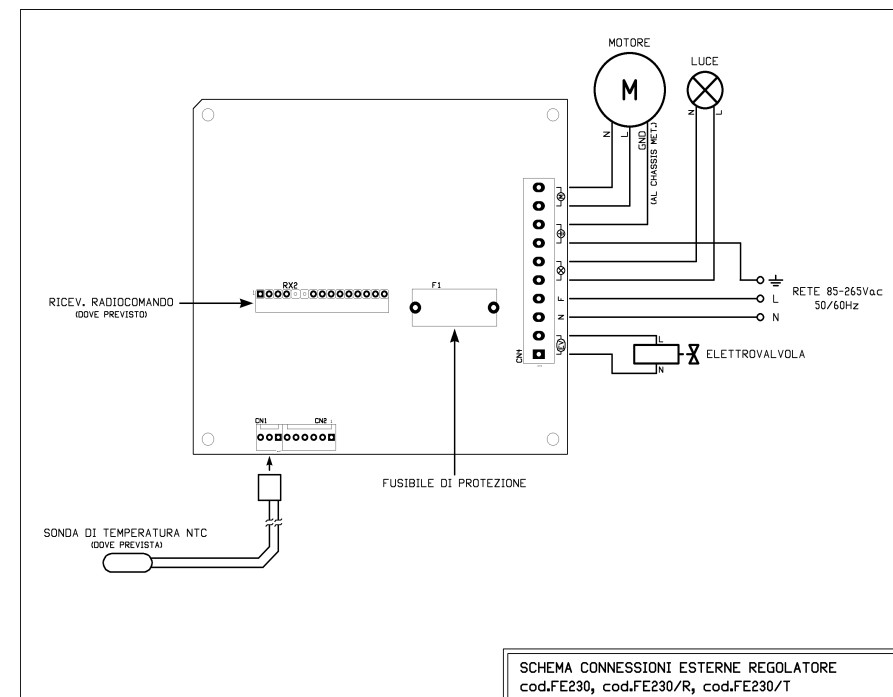 MOTORE
LUCE
M
N
L
GND
(AL CHASSIS MET.)
N
L
RX2
F1
RICEV. RADIOCOMANDO
(DOVE PREVISTO)
F
N
EV
CN4
L
RETE 85-265Vac
50/60Hz
N
L
ELETTROVALVOLA
N
CN1
CN2
FUSIBILE DI PROTEZIONE
SONDA DI TEMPERATURA NTC
(DOVE PREVISTA)
SCHEMA CONNESSIONI ESTERNE REGOLATORE
cod.FE230, cod.FE230/R, cod.FE230/T